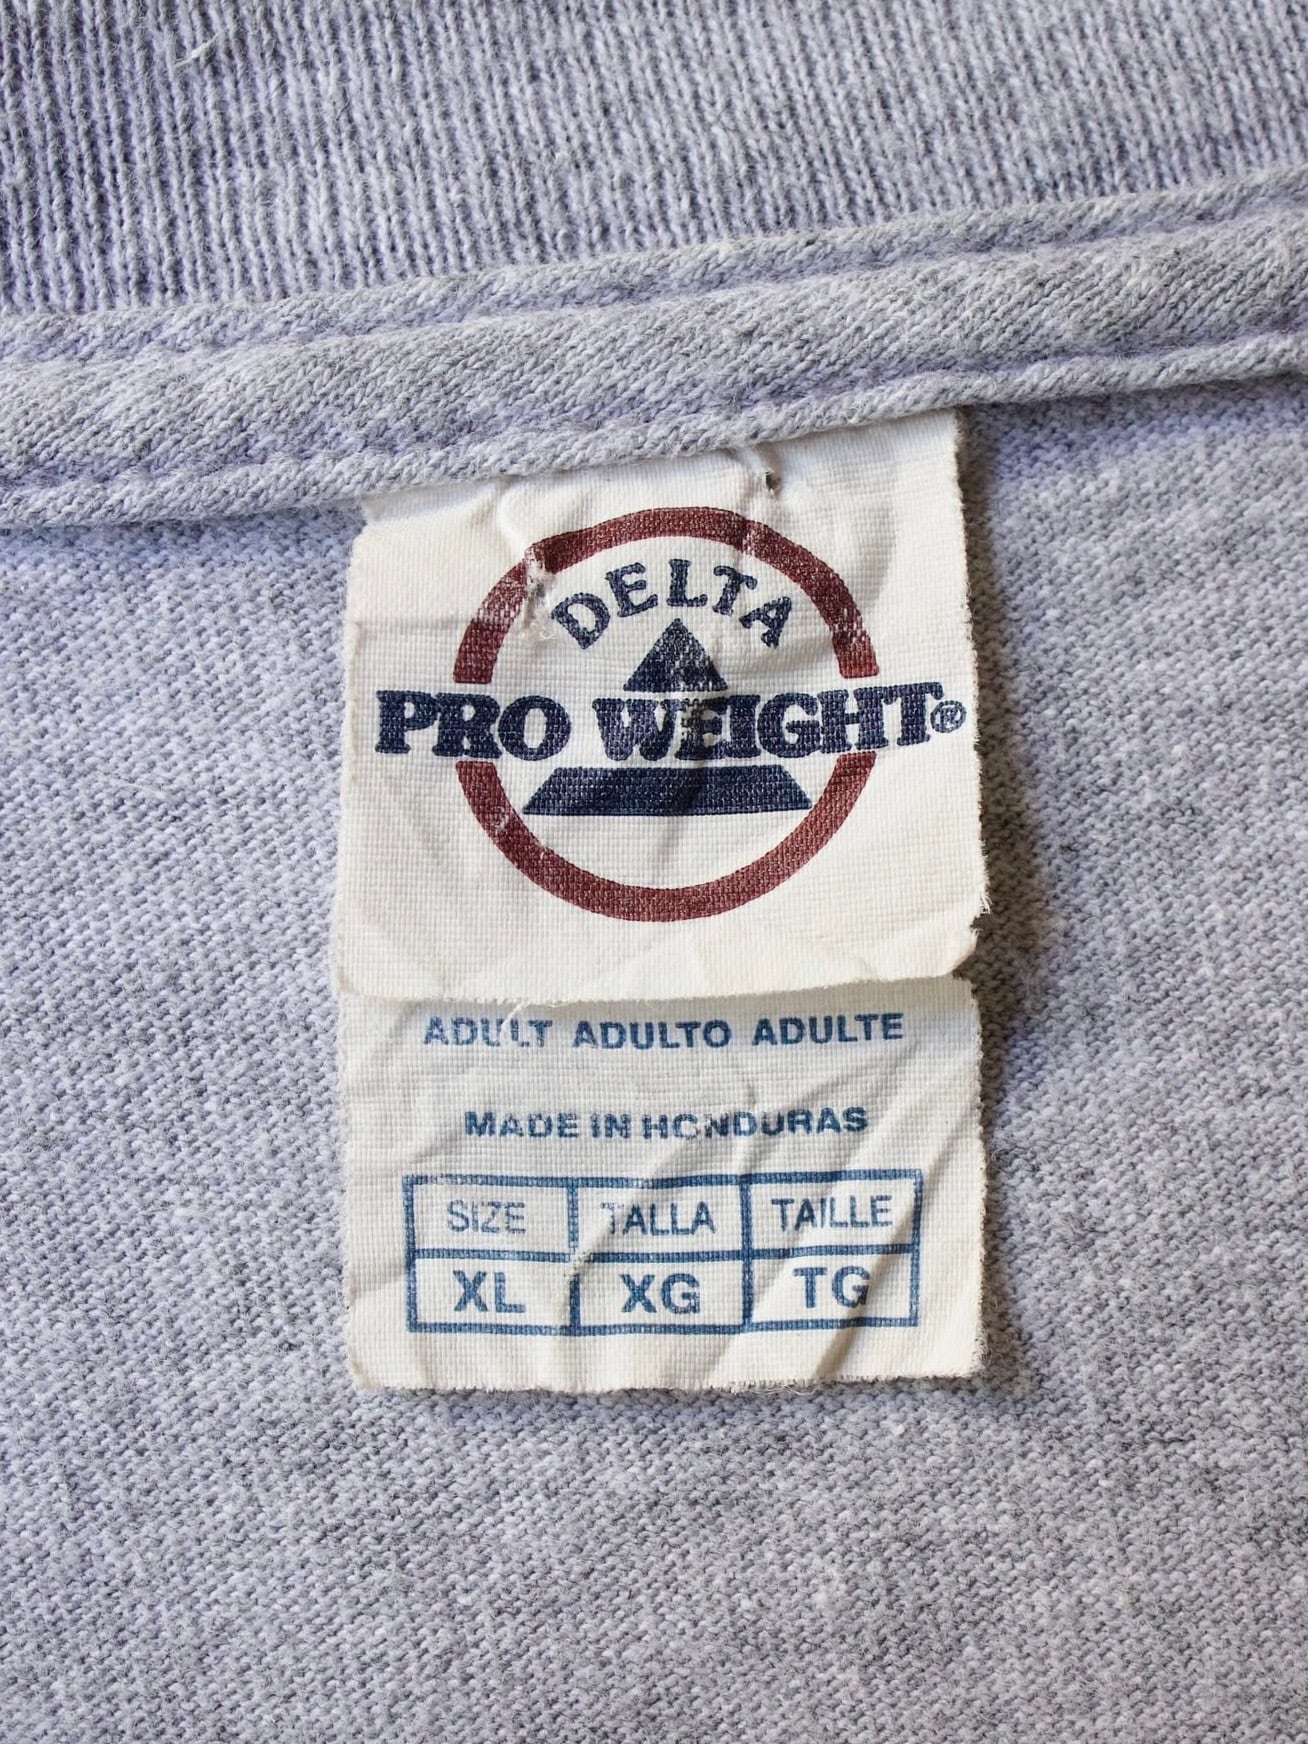 DELTA
PRO WEIGHT®
ADULT ADULTO ADULTE
MADE IN HONDURAS
SIZE TALLA TAILLE
XL XG TG